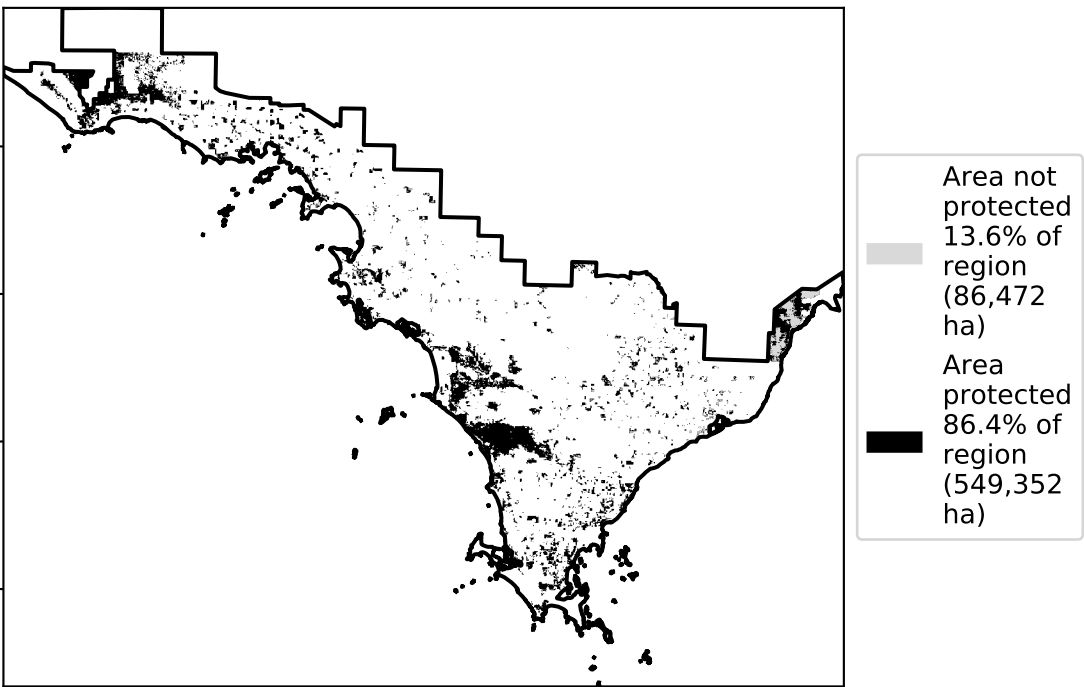 Area not
protected
13.6% of
region
(86,472
ha)
Area
protected
86.4% of
region
(549,352
ha)